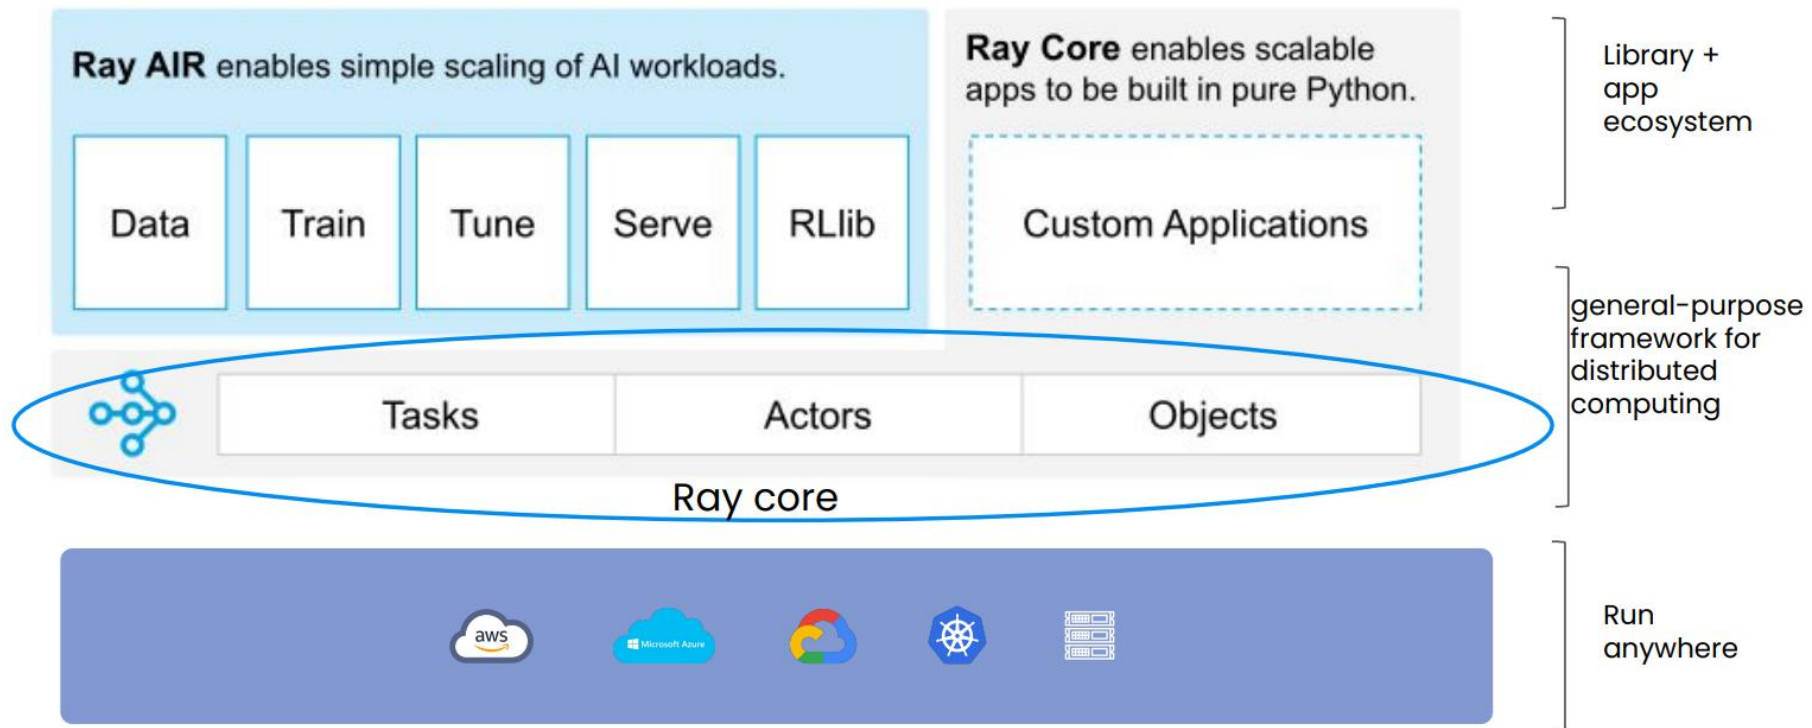 Ray AIR enables simple scaling of AI workloads.
Data
Train
Tune
Serve
RLlib
Ray Core enables scalable
apps to be built in pure Python.
Custom Applications
Library +
app
ecosystem
Tasks
Actors
Objects
Ray core
general-purpose
framework for
distributed
computing
aws
Microsoft Azure
Run
anywhere